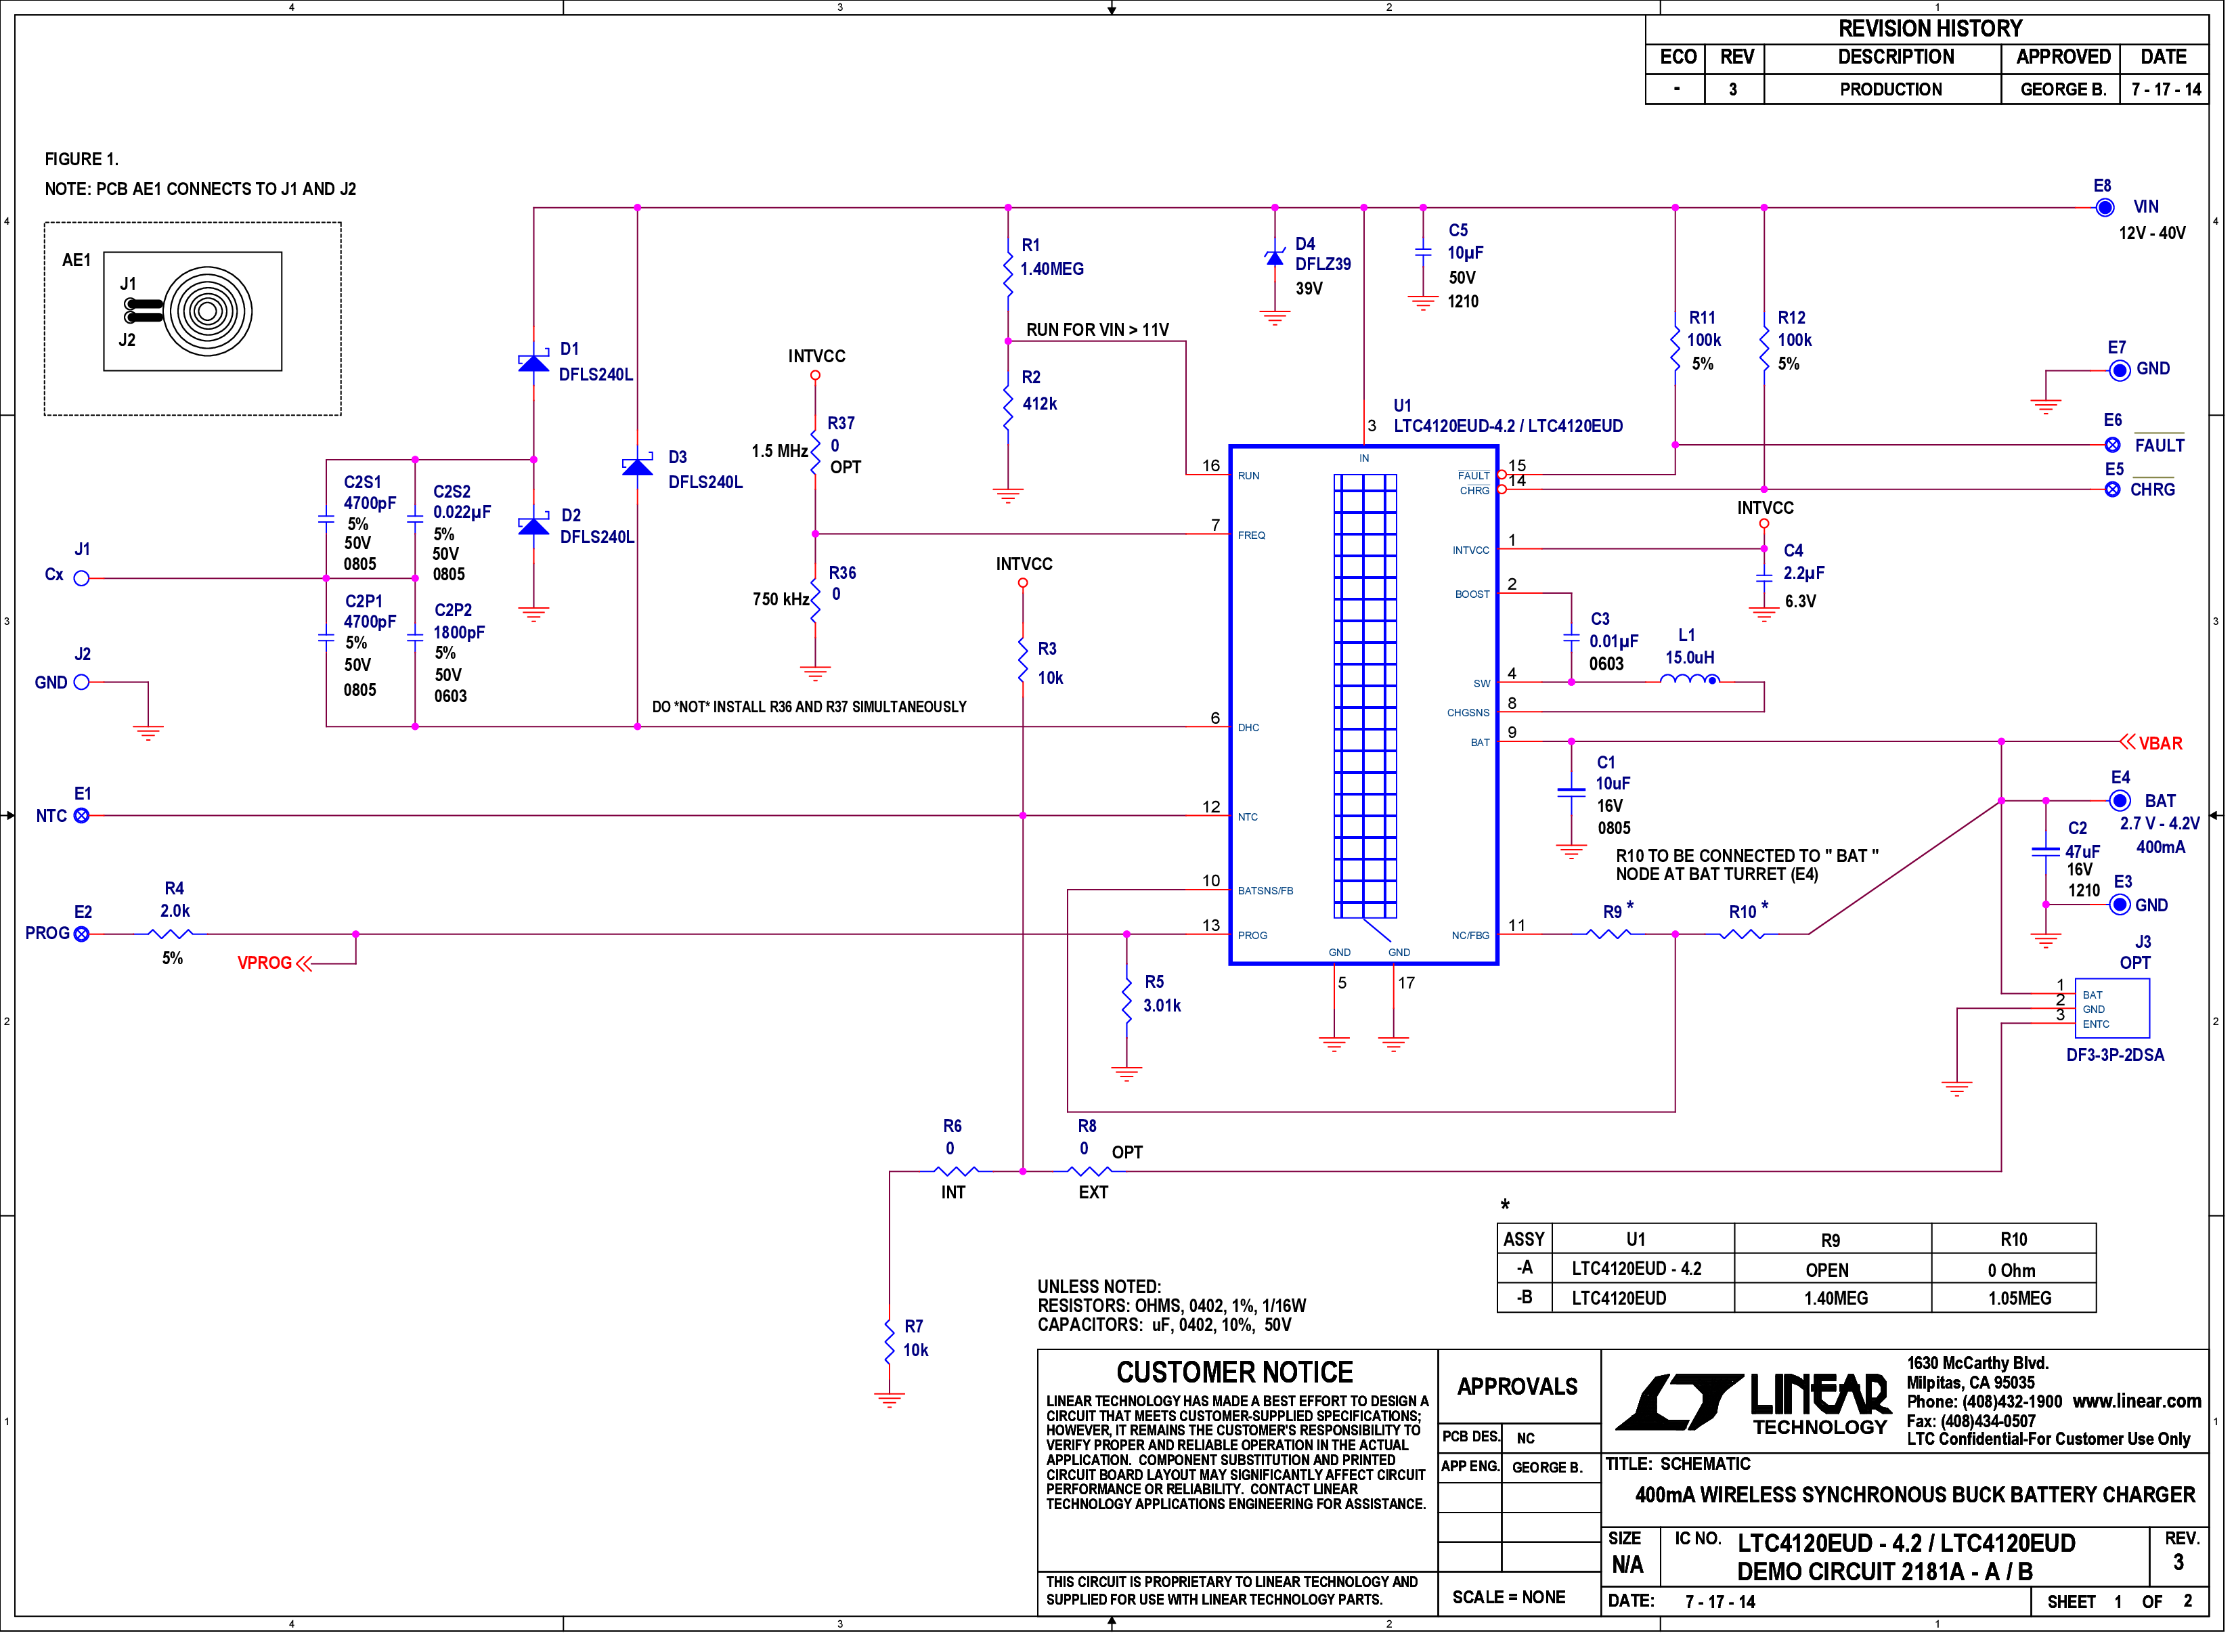 4 3 2 1
REVISION HISTORY
ECO REV DESCRIPTION APPROVED DATE
- 3 PRODUCTION GEORGE B. 7 - 17 - 14
FIGURE 1.
NOTE: PCB AE1 CONNECTS TO J1 AND J2
AE1
J1
J2
E8
VIN
12V - 40V
R1
1.40MEG
D4
DFLZ39
39V
C5
10µF
50V
1210
RUN FOR VIN > 11V
R11
100k
5%
R12
100k
5%
E7
GND
D1
DFLS240L
INTVCC
R2
412k
U1
LTC4120EUD-4.2 / LTC4120EUD
3
IN
E6
FAULT
E5
CHRG
R37
0
OPT
1.5 MHz
D3
DFLS240L
16 RUN
FAULT 15
CHRG 14
C2S1
4700pF
5%
50V
0805
C2S2
0.022µF
5%
50V
0805
D2
DFLS240L
7 FREQ
INTVCC
INTVCC 1
C4
2.2µF
6.3V
J1
Cx
R36
0
750 kHz
INTVCC
BOOST 2
C3
0.01µF
0603
L1
15.0uH
C2P1
4700pF
5%
50V
0805
C2P2
1800pF
5%
50V
0603
J2
GND
R3
10k
SW 4
CHGSNS 8
DO *NOT* INSTALL R36 AND R37 SIMULTANEOUSLY
6 DHC
BAT 9
VBAR
C1
10uF
16V
0805
E4
BAT
2.7 V - 4.2V
400mA
C2
47uF
16V
1210
E3
GND
E1
NTC
12 NTC
R10 TO BE CONNECTED TO " BAT "
NODE AT BAT TURRET (E4)
10 BATSNS/FB
R4
2.0k
5%
E2
PROG
VPROG
13 PROG
NC/FBG 11
R9 *
R10 *
GND GND
5 17
R5
3.01k
J3
OPT
1 BAT
2 GND
3 ENTC
DF3-3P-2DSA
R6
0
INT
R8
0 OPT
EXT
R7
10k
*
ASSY U1 R9 R10
-A LTC4120EUD - 4.2 OPEN 0 Ohm
-B LTC4120EUD 1.40MEG 1.05MEG
UNLESS NOTED:
RESISTORS: OHMS, 0402, 1%, 1/16W
CAPACITORS: uF, 0402, 10%, 50V
CUSTOMER NOTICE
LINEAR TECHNOLOGY HAS MADE A BEST EFFORT TO DESIGN A
CIRCUIT THAT MEETS CUSTOMER-SUPPLIED SPECIFICATIONS;
HOWEVER, IT REMAINS THE CUSTOMER'S RESPONSIBILITY TO
VERIFY PROPER AND RELIABLE OPERATION IN THE ACTUAL
APPLICATION. COMPONENT SUBSTITUTION AND PRINTED
CIRCUIT BOARD LAYOUT MAY SIGNIFICANTLY AFFECT CIRCUIT
PERFORMANCE OR RELIABILITY. CONTACT LINEAR
TECHNOLOGY APPLICATIONS ENGINEERING FOR ASSISTANCE.
THIS CIRCUIT IS PROPRIETARY TO LINEAR TECHNOLOGY AND
SUPPLIED FOR USE WITH LINEAR TECHNOLOGY PARTS.
APPROVALS
PCB DES. NC
APP ENG. GEORGE B.
SCALE = NONE
LINEAR
TECHNOLOGY
1630 McCarthy Blvd.
Milpitas, CA 95035
Phone: (408)432-1900 www.linear.com
Fax: (408)434-0507
LTC Confidential-For Customer Use Only
TITLE: SCHEMATIC
400mA WIRELESS SYNCHRONOUS BUCK BATTERY CHARGER
SIZE
N/A
IC NO.
LTC4120EUD - 4.2 / LTC4120EUD
DEMO CIRCUIT 2181A - A / B
REV.
3
DATE: 7 - 17 - 14
SHEET 1 OF 2
4 3 2 1
4
3
2
1
4
3
2
1